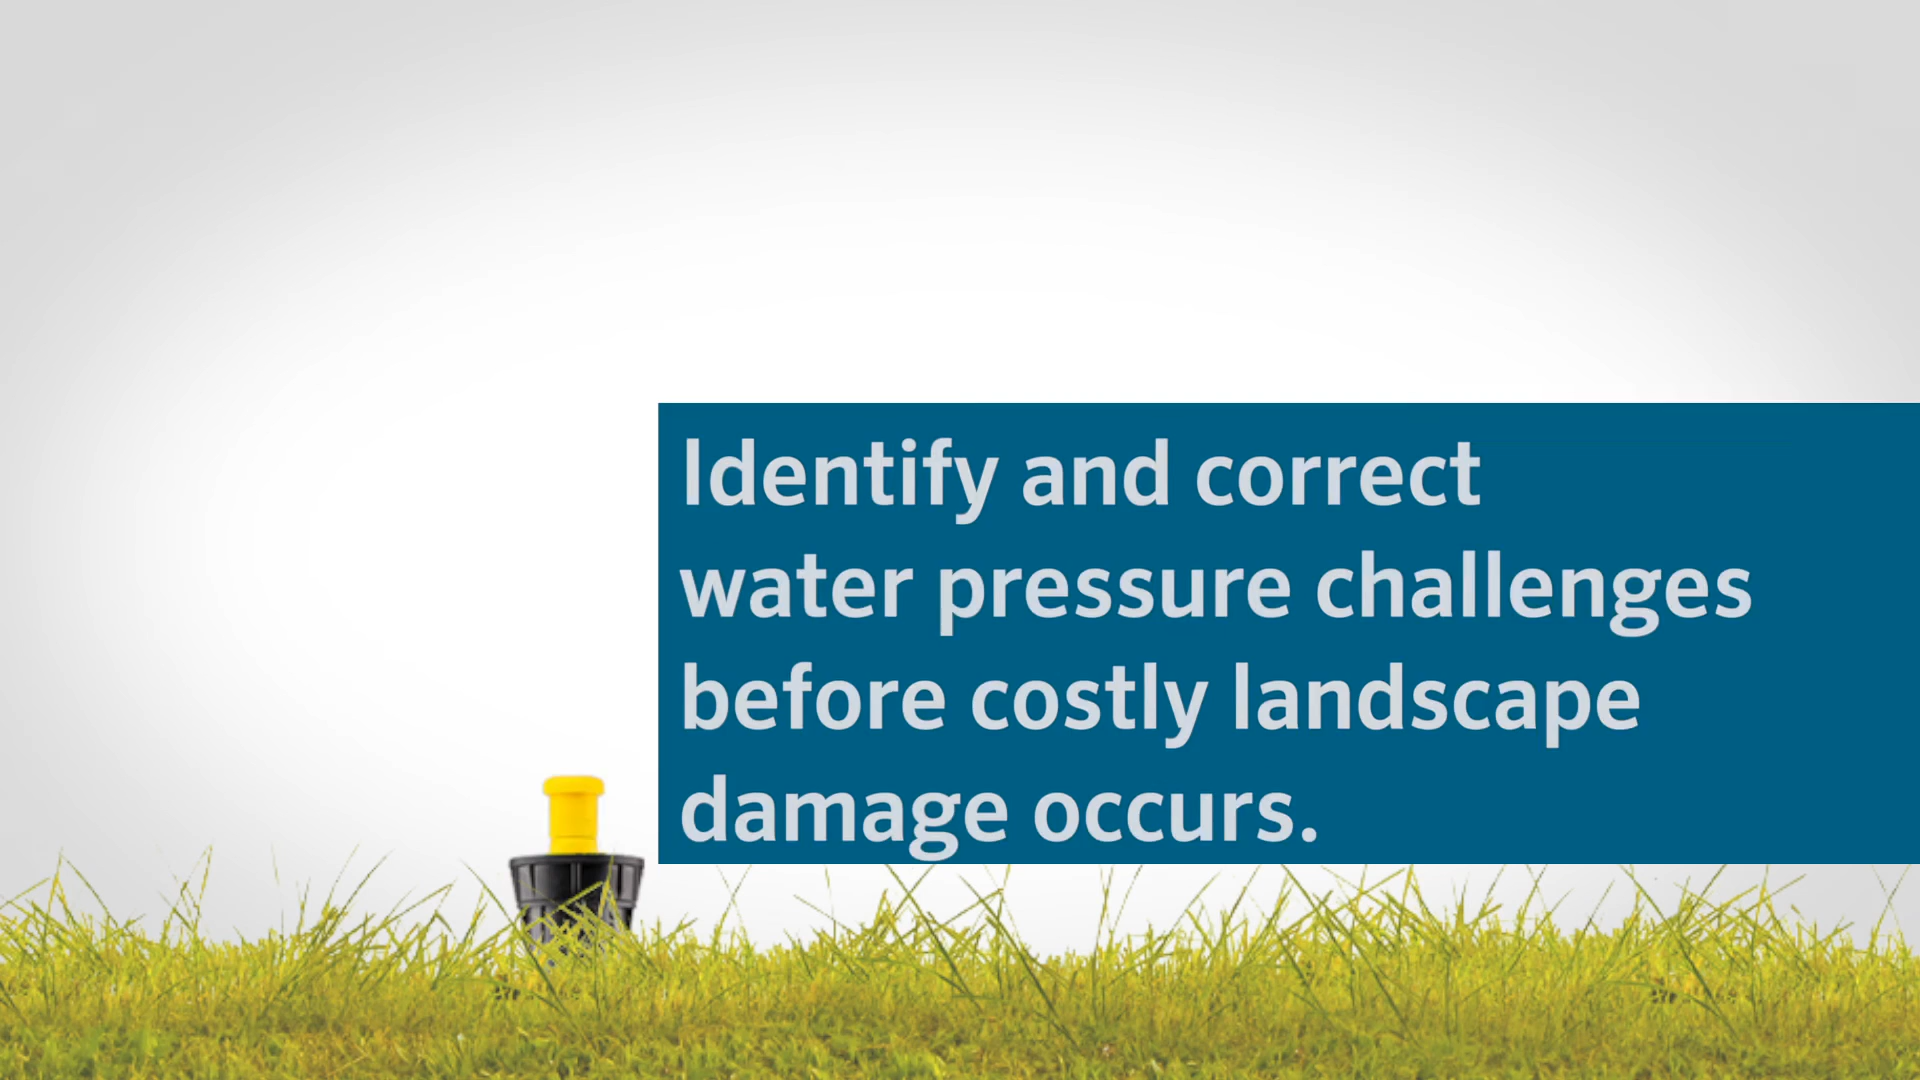 Identify and correct
water pressure challenges
before costly landscape
damage occurs.